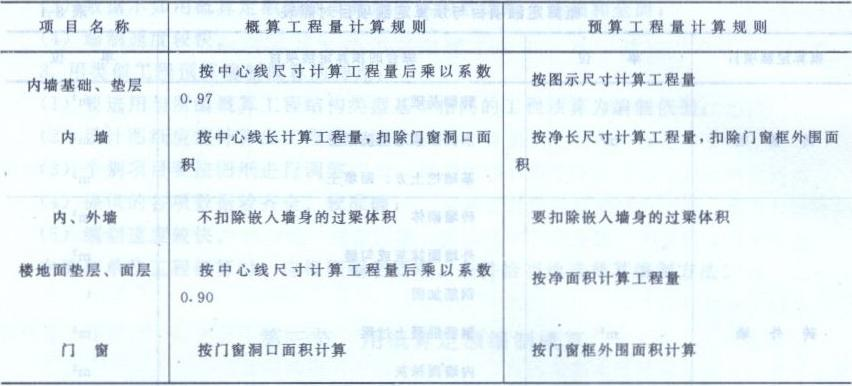 项目名称 概算工程量计算规则 预算工程量计算规则
内墙基础、垫层 按中心线尺寸计算工程量后乘以系数 按图示尺寸计算工程量
0.97
内墙 按中心线长计算工程量,扣除门窗洞口面 按净长尺寸计算工程量,扣除门窗框外围面
积 积
内、外墙 不扣除嵌入墙身的过梁体积 要扣除嵌入墙身的过梁体积
楼地面垫层、面层 按中心线尺寸计算工程量后乘以系数 按净面积计算工程量
0.90
门窗 按门窗洞口面积计算 按门窗框外围面积计算